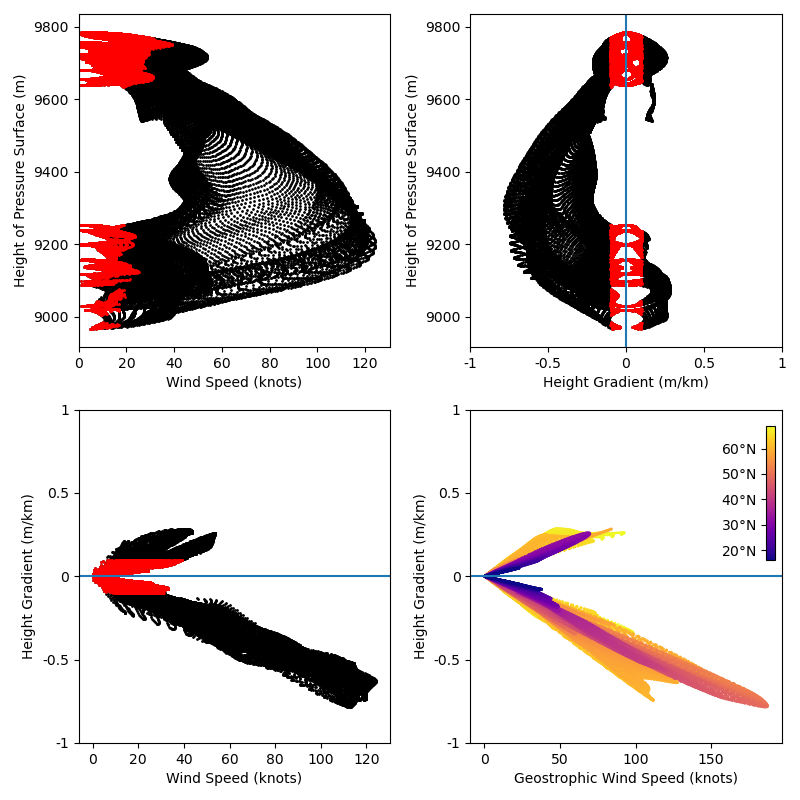 9800
9600
9400
9200
9000
Height of Pressure Surface (m)
0 20 40 60 80 100 120
Wind Speed (knots)
9800
9600
9400
9200
9000
Height of Pressure Surface (m)
-1 -0.5 0 0.5 1
Height Gradient (m/km)
1
0.5
0
-0.5
-1
Height Gradient (m/km)
0 20 40 60 80 100 120
Wind Speed (knots)
1
0.5
0
-0.5
-1
Height Gradient (m/km)
60°N
50°N
40°N
30°N
20°N
0 50 100 150
Geostrophic Wind Speed (knots)